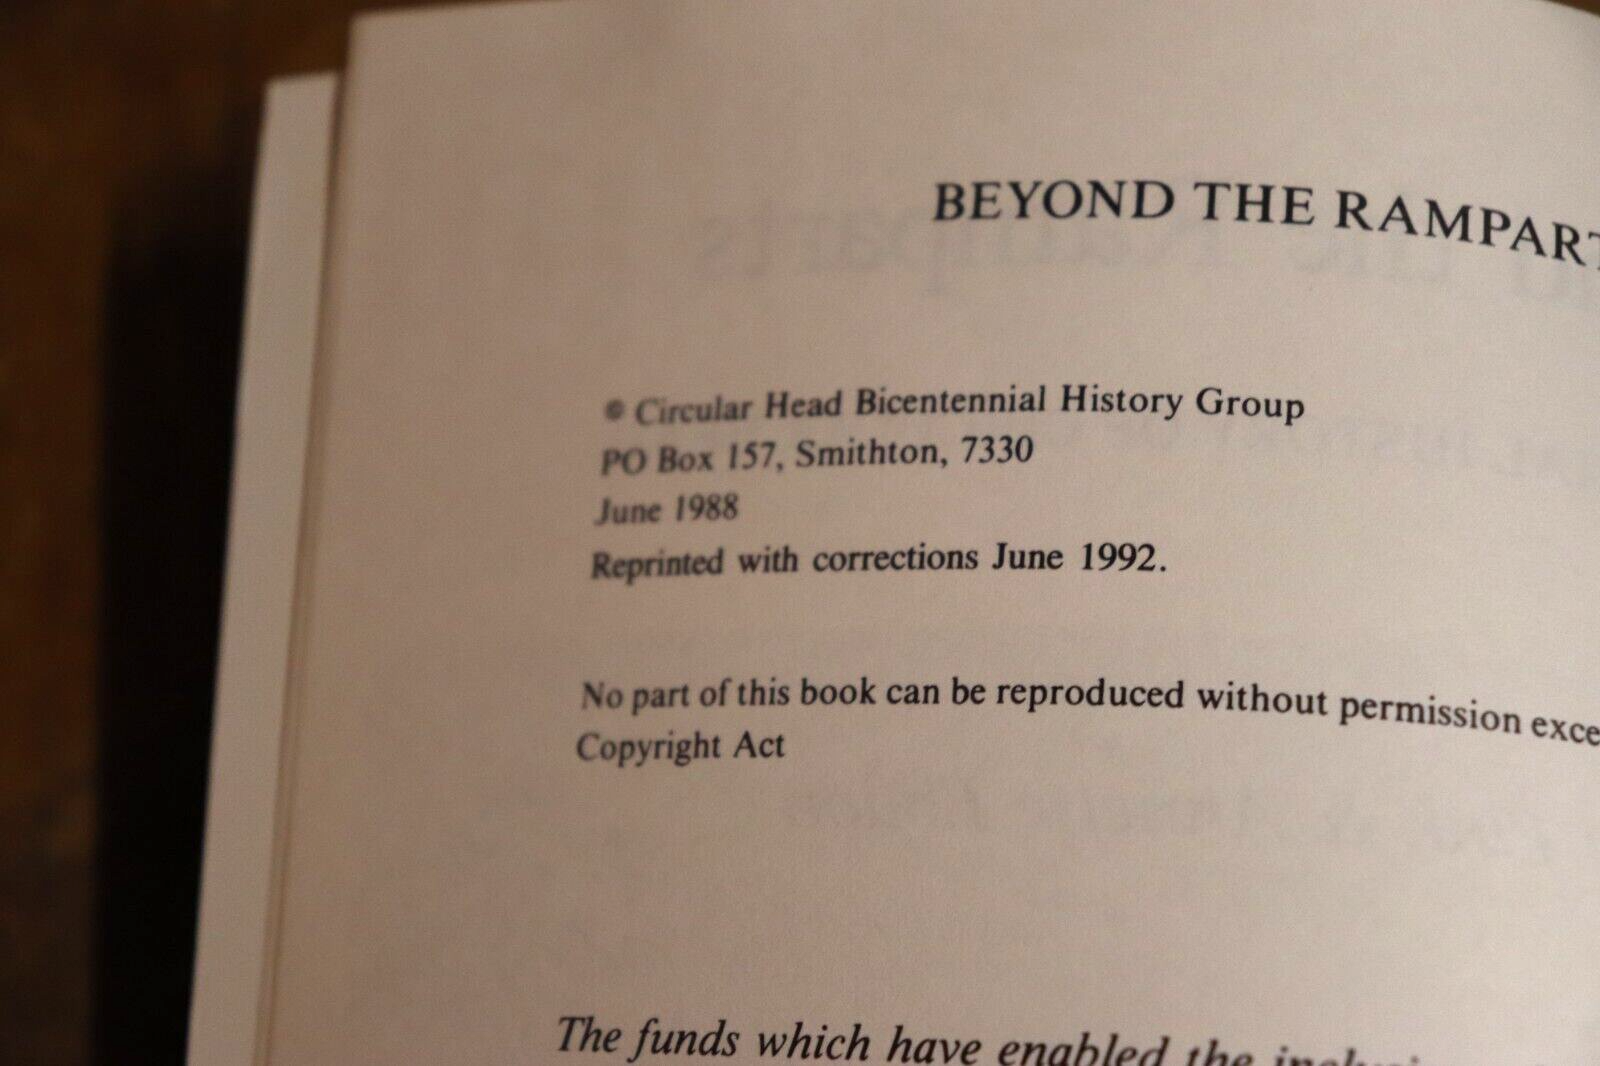 BEYOND THE RAMPART
© Circular Head Bicentennial History Group
PO Box 157, Smithton, 7330
June 1988
Reprinted with corrections June 1992.
No part of this book can be reproduced without permission exce
Copyright Act
The funds which have enabled the